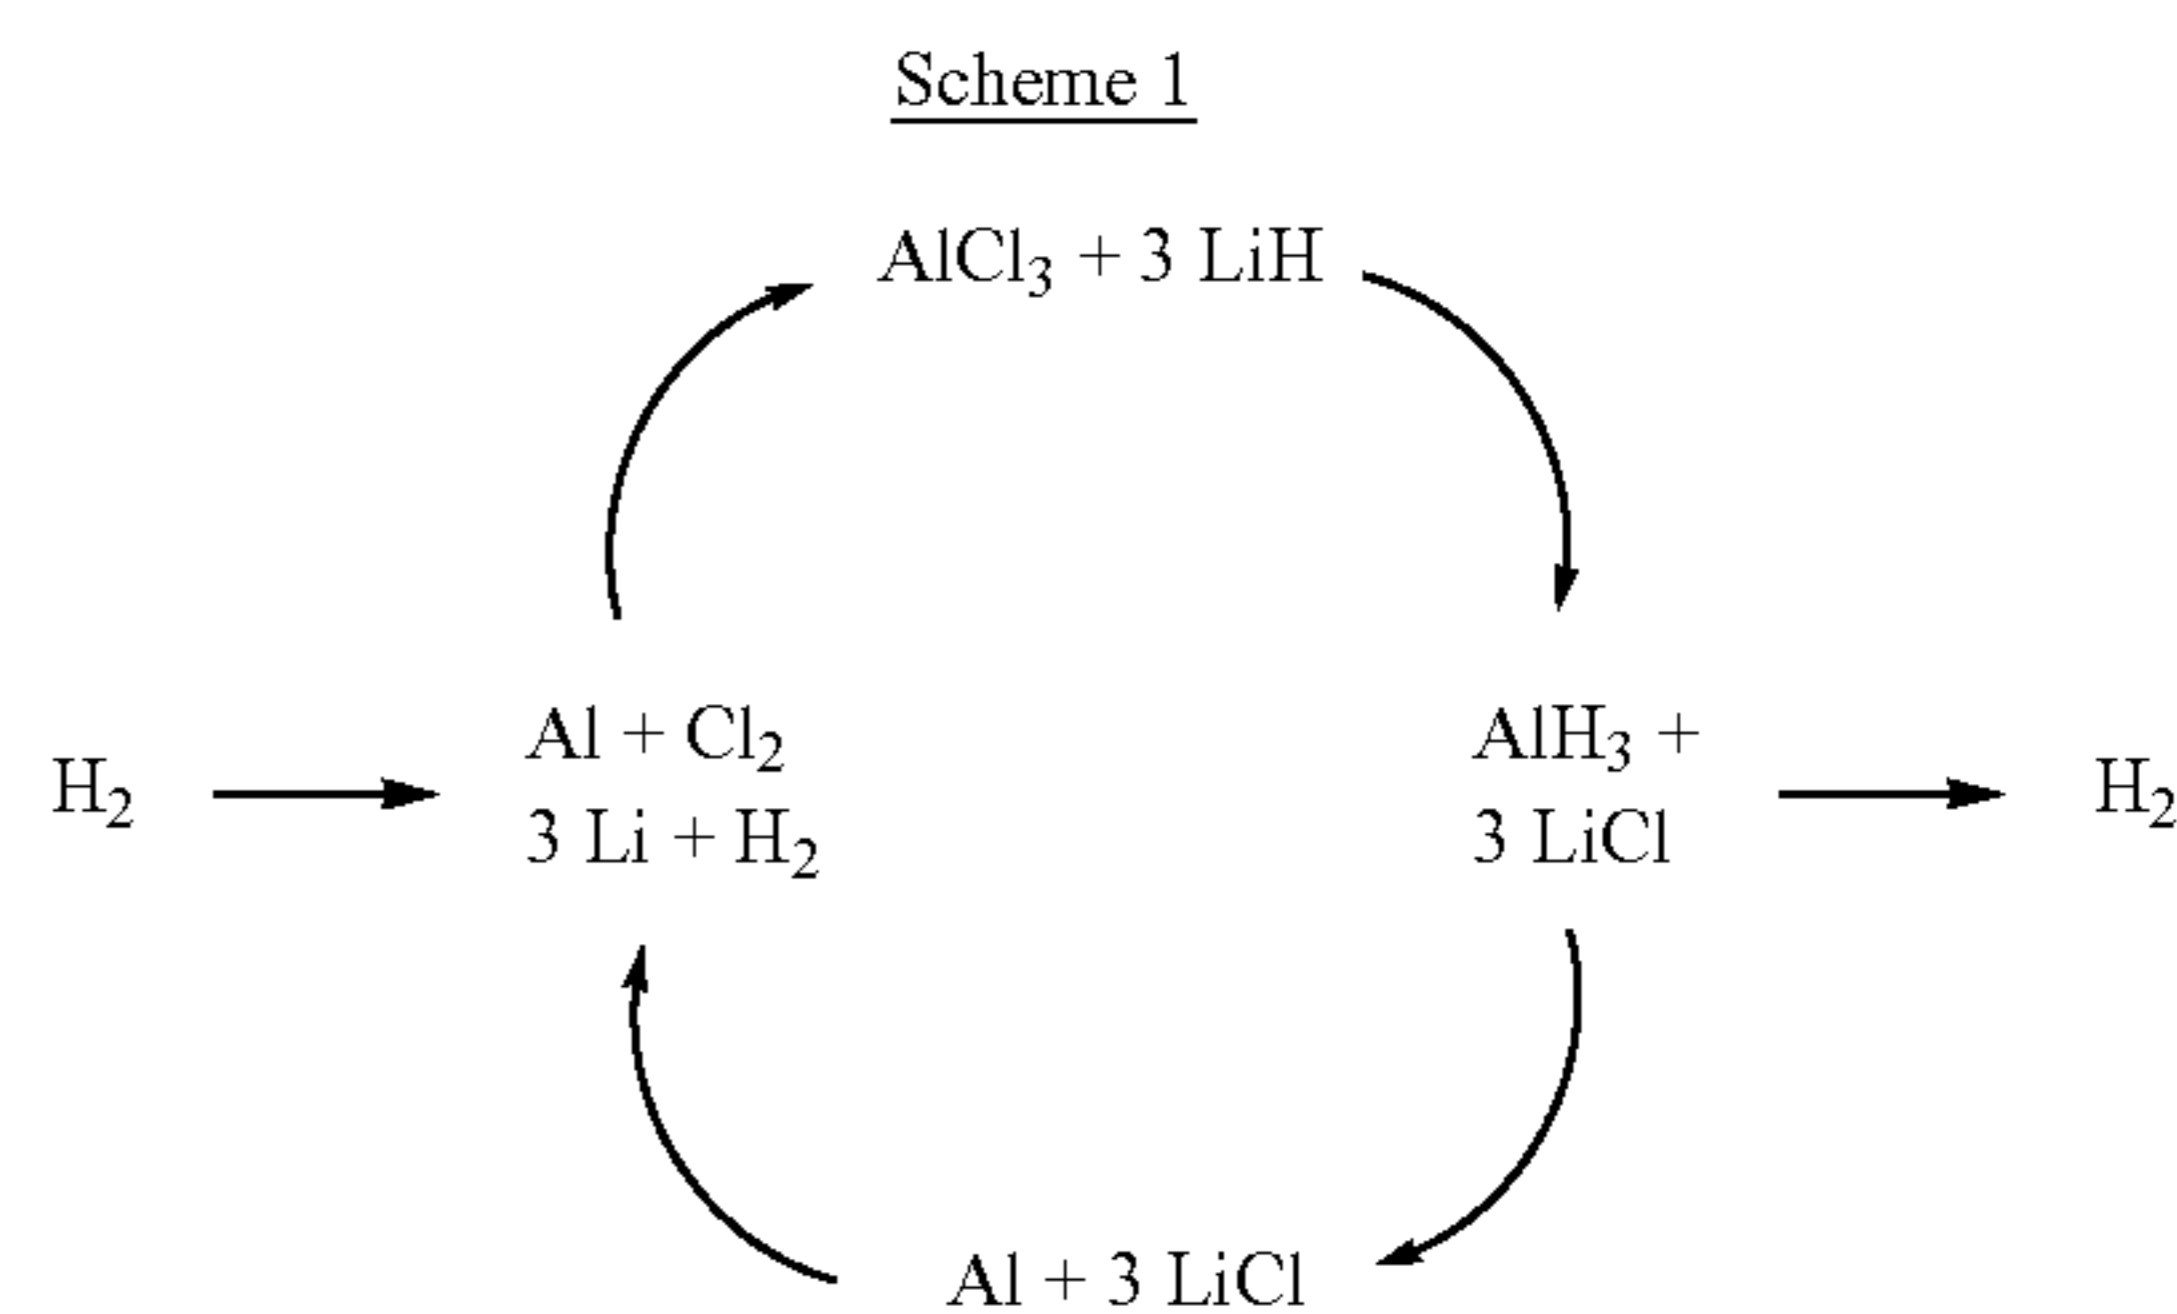 Scheme 1
AlCl₃ + 3 LiH
H₂
Al + Cl₂
3 Li + H₂
AlH₃ +
3 LiCl
H₂
Al + 3 LiCl